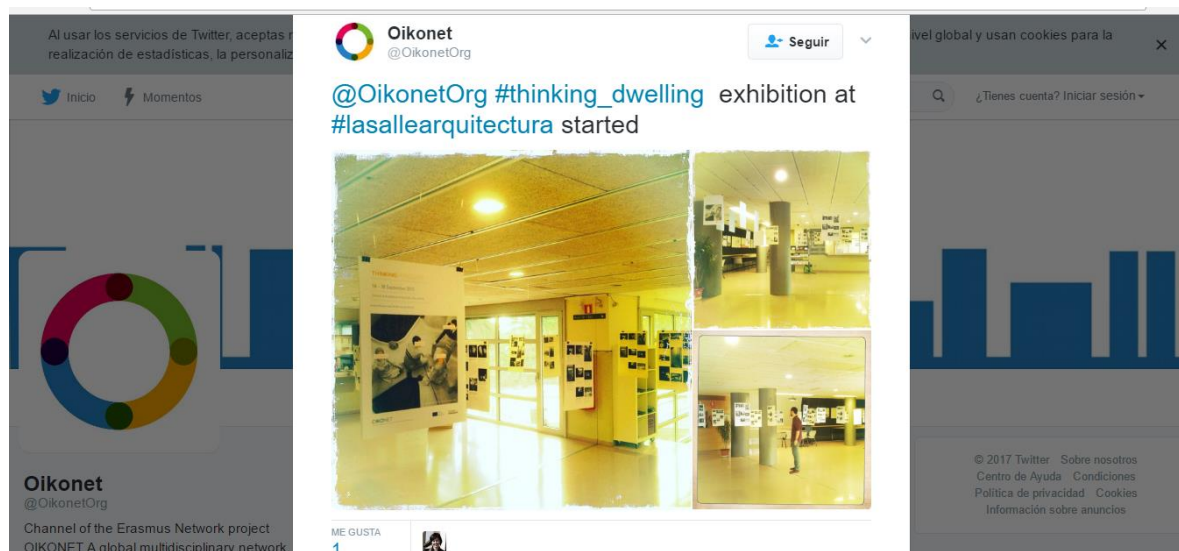 Al usar los servicios de Twitter, aceptas
realización de estadísticas, la personaliz
ivel global y usan cookies para la
Inicio
Momentos
¿Tienes cuenta? Iniciar sesión
Oikonet
@OikonetOrg
Seguir
@OikonetOrg #thinking_dwelling exhibition at
#lasallearquitectura started
Oikonet
@OikonetOrg
Channel of the Erasmus Network project
OIKONET A global multidisciplinary network
ME GUSTA
1
© 2017 Twitter Sobre nosotros
Centro de Ayuda Condiciones
Política de privacidad Cookies
Información sobre anuncios